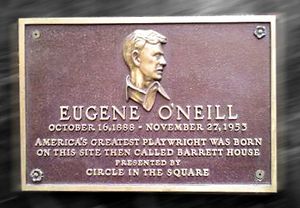 EUGENE O'NEILL
OCTOBER 16, 1888 - NOVEMBER 27, 1953
AMERICA'S GREATEST PLAYWRIGHT WAS BORN
ON THIS SITE THEN CALLED BARRETT HOUSE
PRESENTED BY
CIRCLE IN THE SQUARE